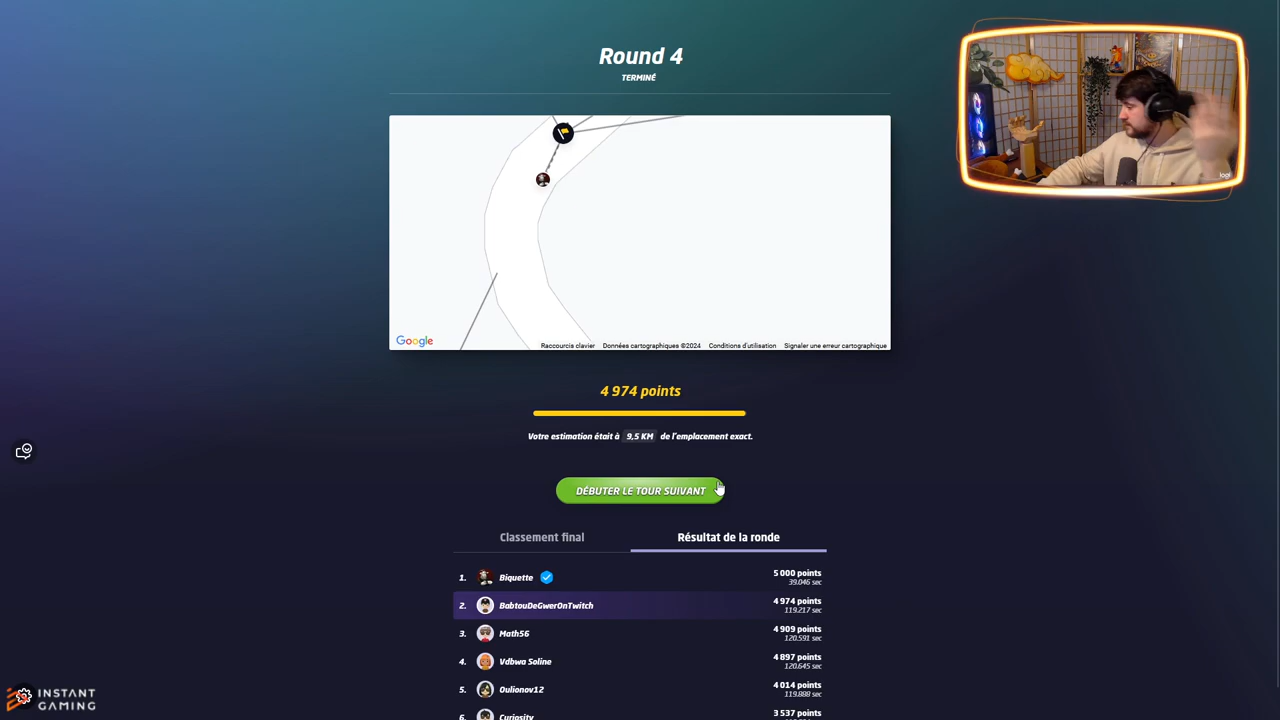 Round 4
TERMINÉ
Google
Raccourcis clavier
Données cartographiques ©2024
Conditions d'utilisation
Signaler une erreur cartographique
logi
4 974 points
Votre estimation était à 9,5 KM de l'emplacement exact.
DÉBUTER LE TOUR SUIVANT
Classement final
Résultat de la ronde
1. Biquette 5 000 points
39.046 sec
2. BabtouDeGwerOnTwitch 4 974 points
119.217 sec
3. Math56 4 909 points
120.591 sec
4. Vdbwa Soline 4 897 points
120.645 sec
5. Oulionov12 4 014 points
119.888 sec
6. Curiosity 3 537 points
INSTANT
GAMING